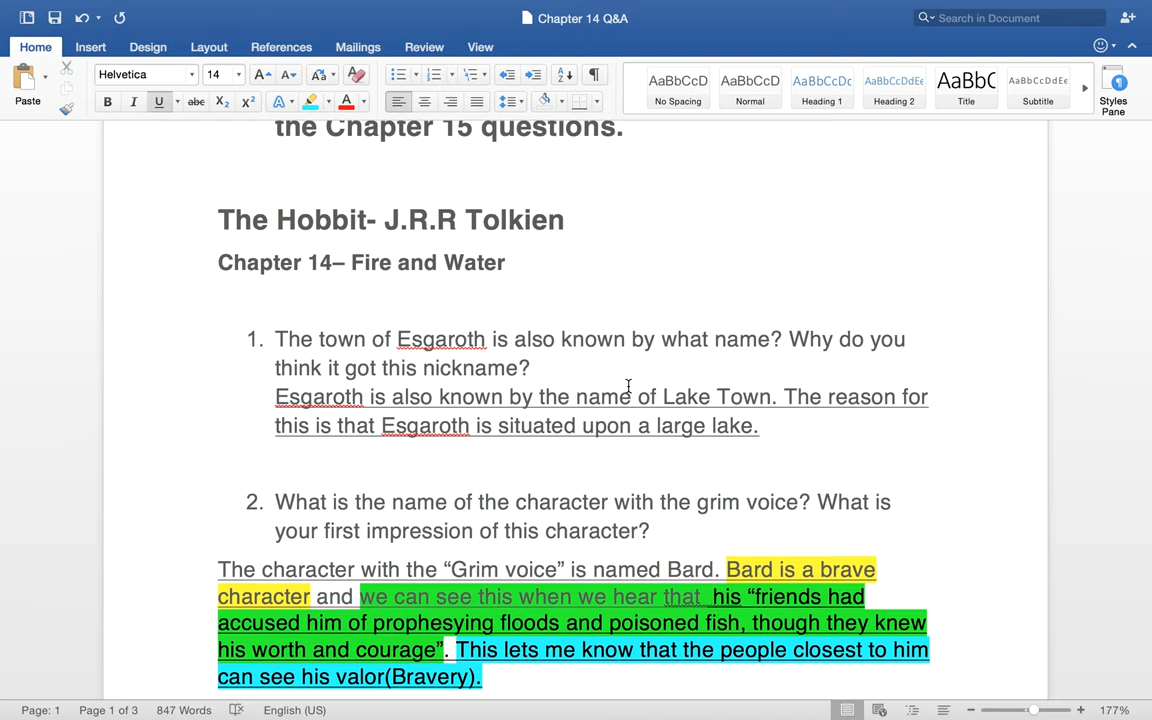 Chapter 14 Q&A
Search in Document
Home Insert Design Layout References Mailings Review View
Paste
Helvetica 14
B I U abc X₂ X²
AaBbCcD AaBbCcD AaBbCcDc AaBbCcDdEe AaBbC AaBbCcDdEe
No Spacing Normal Heading 1 Heading 2 Title Subtitle
Styles
Pane
the Chapter 15 questions.
The Hobbit- J.R.R Tolkien
Chapter 14– Fire and Water
1. The town of Esgaroth is also known by what name? Why do you
think it got this nickname?
Esgaroth is also known by the name of Lake Town. The reason for
this is that Esgaroth is situated upon a large lake.
2. What is the name of the character with the grim voice? What is
your first impression of this character?
The character with the “Grim voice” is named Bard. Bard is a brave
character and we can see this when we hear that  his “friends had
accused him of prophesying floods and poisoned fish, though they knew
his worth and courage”. This lets me know that the people closest to him
can see his valor(Bravery).
Page: 1 Page 1 of 3 847 Words English (US) 177%